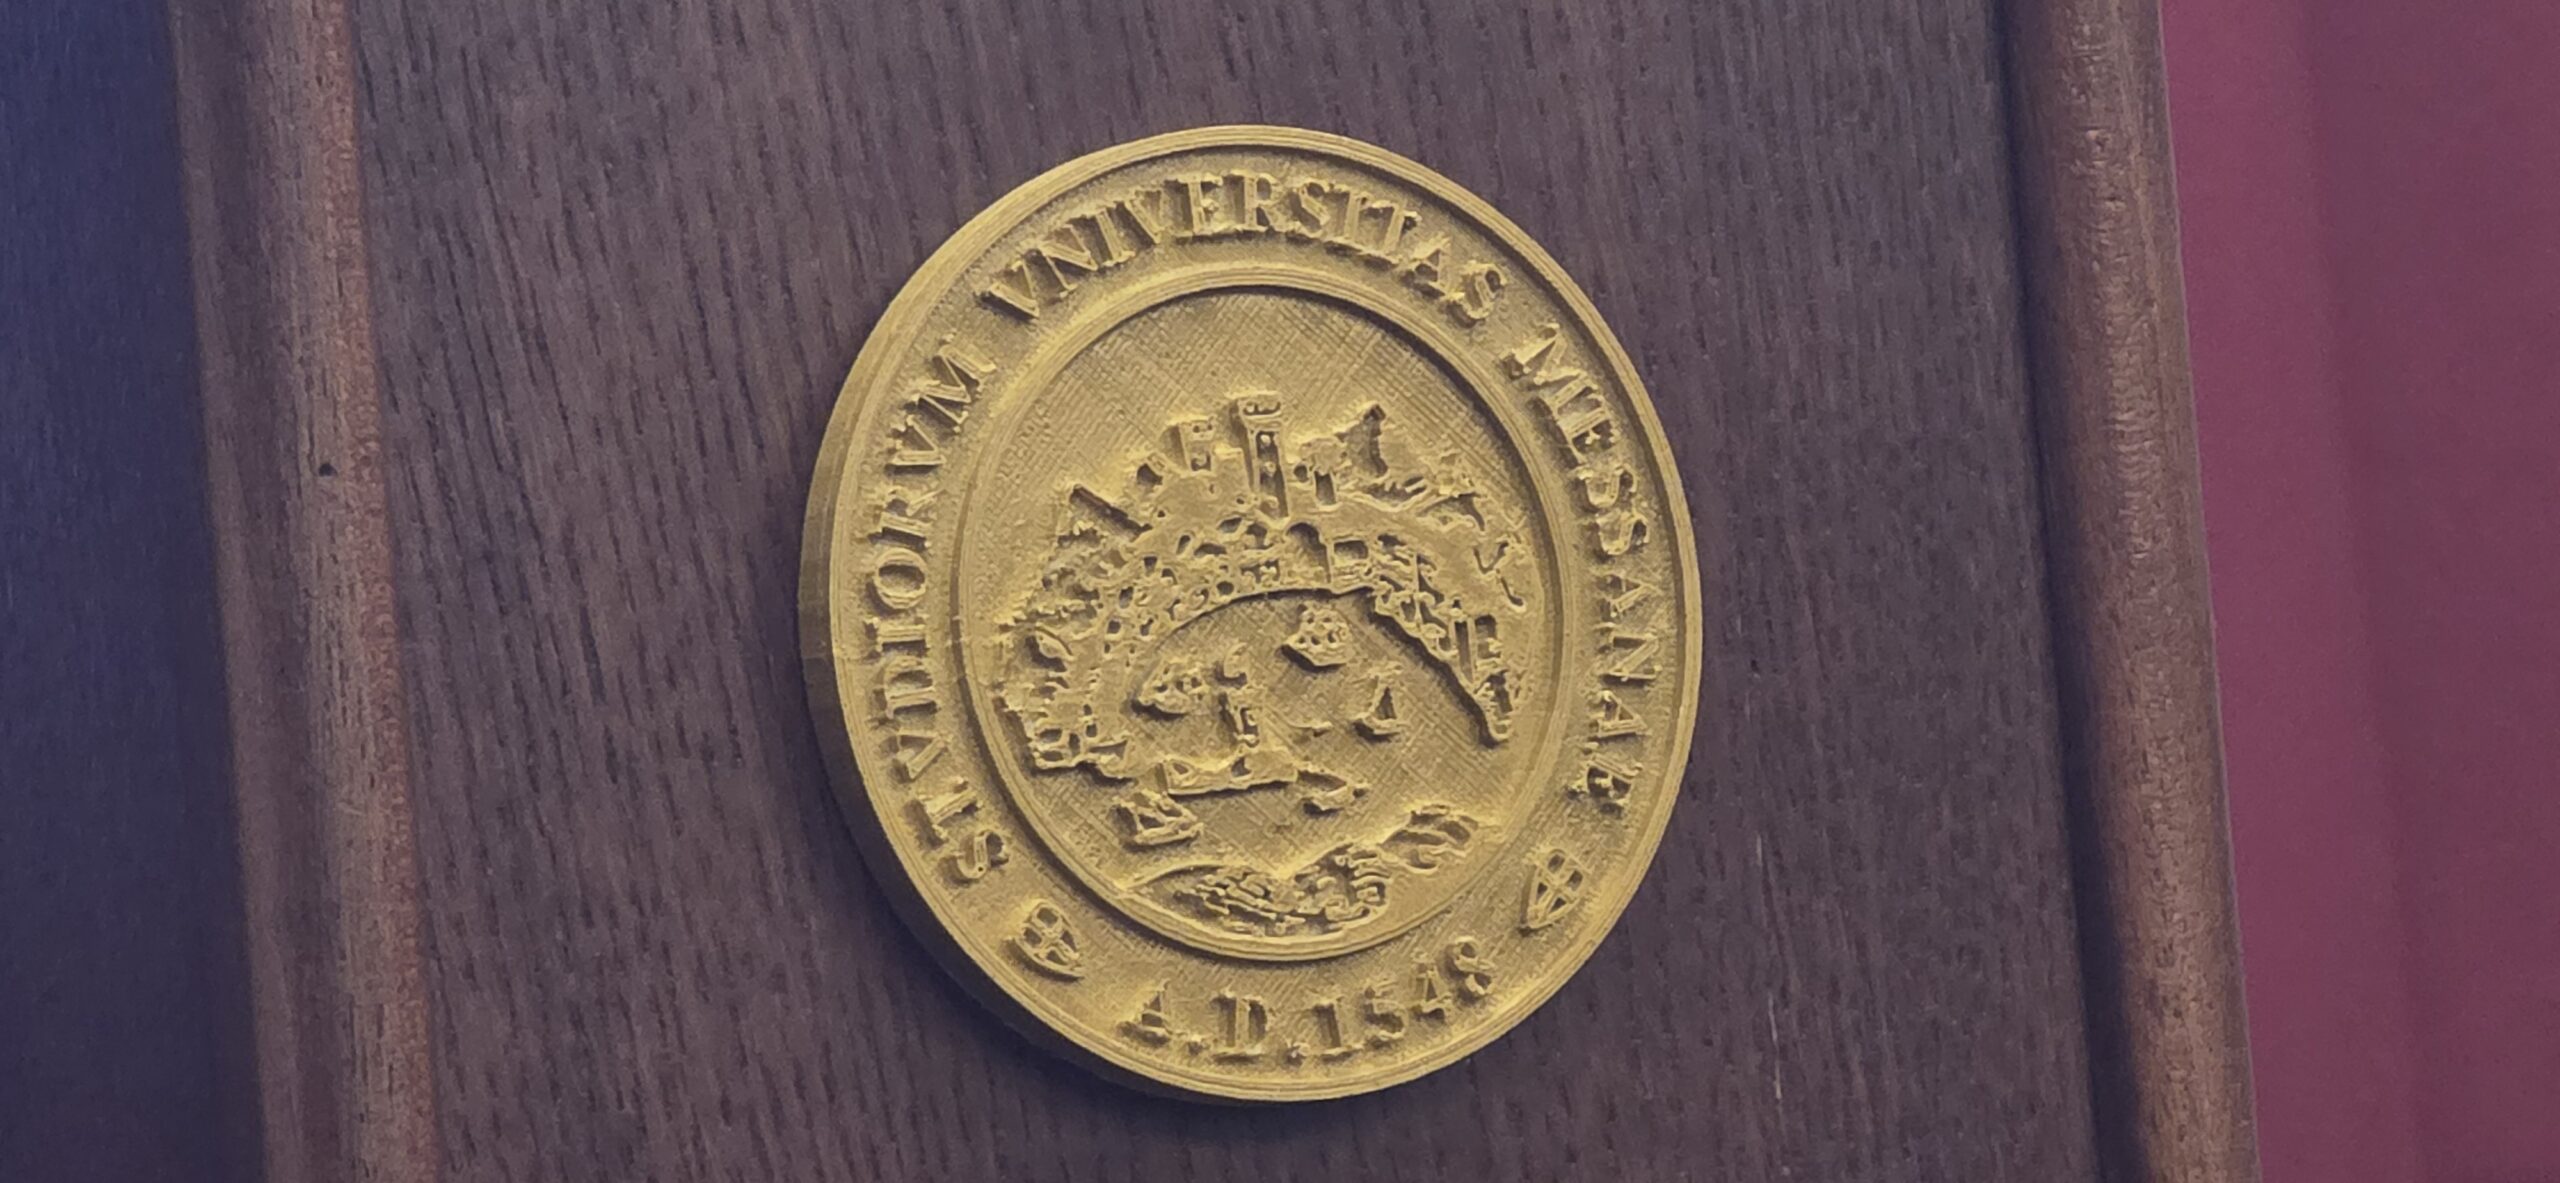 STVDIORVM VNIVERSITAS MESSANAE
A.D.1548